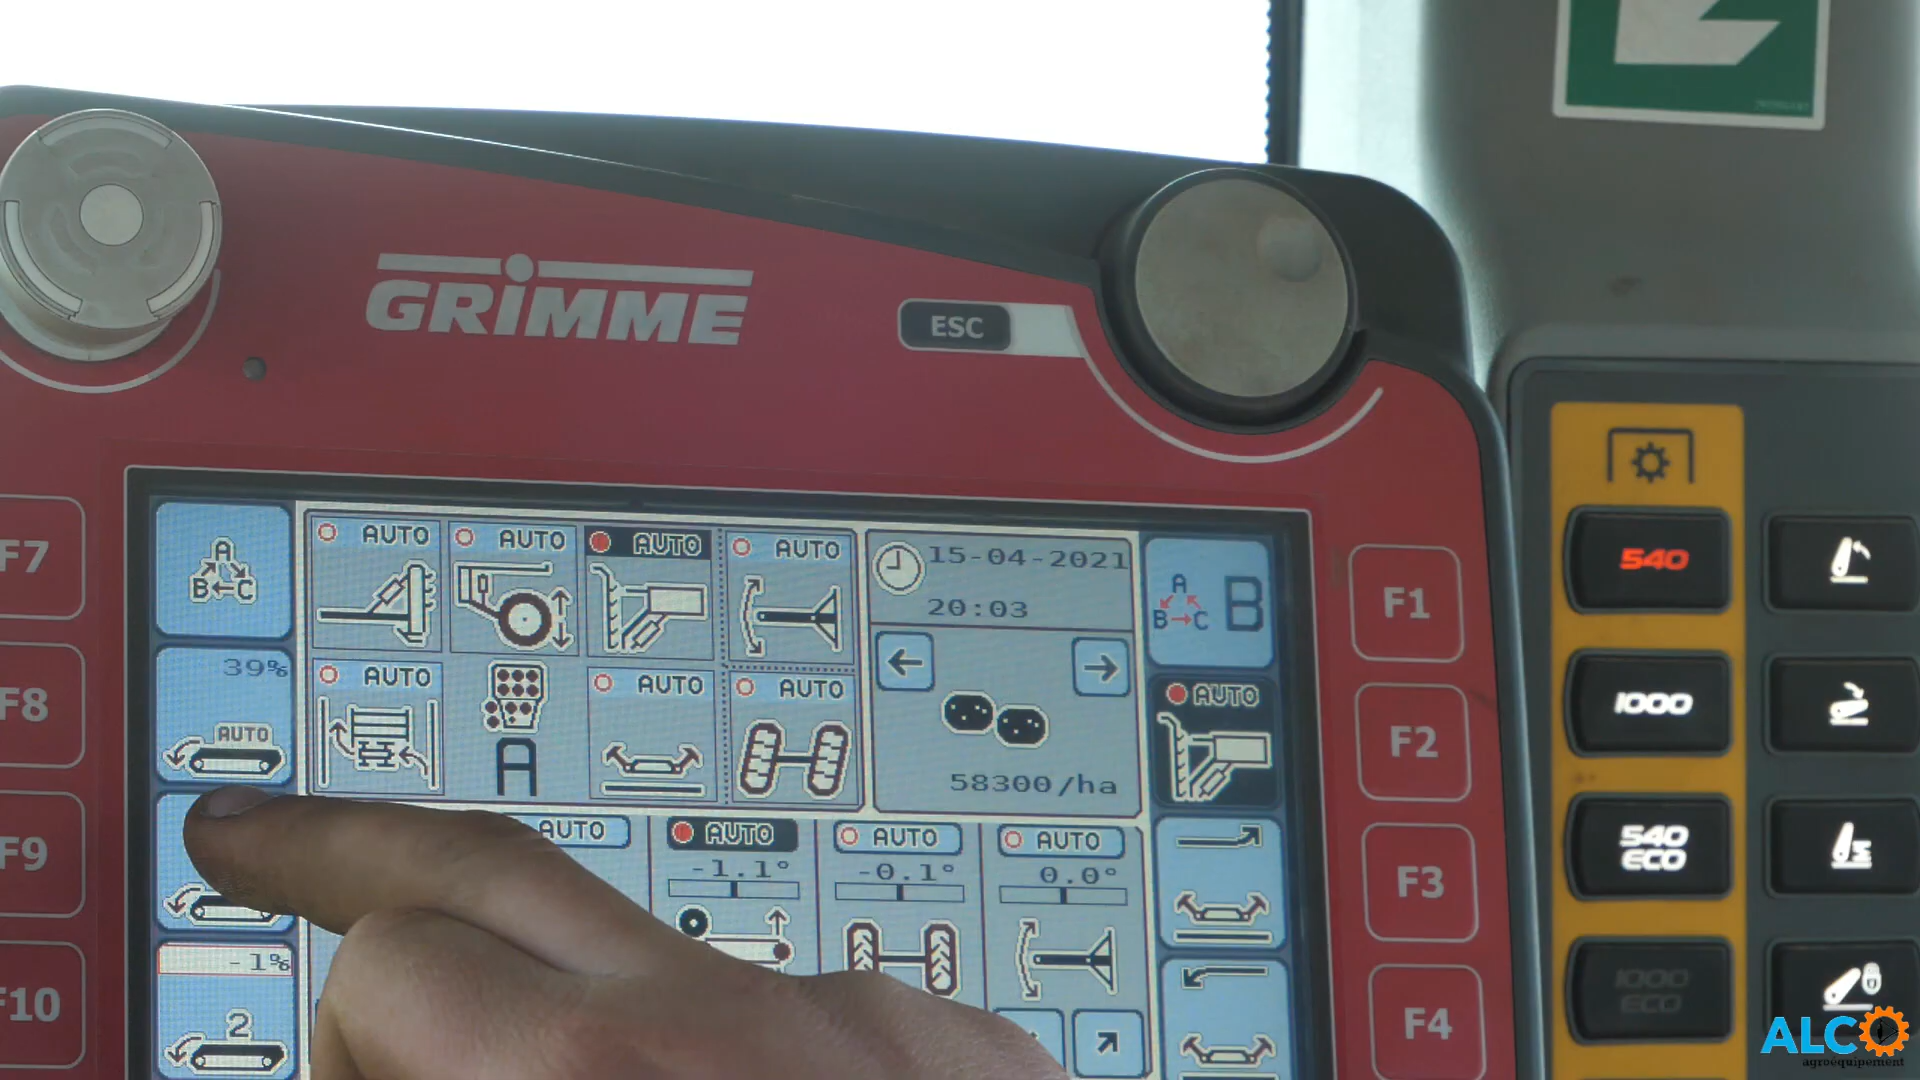 GRiMME
ESC
F7
F8
F9
F10
A
B
C
39%
AUTO
-1%
2
AUTO
AUTO
AUTO
AUTO
AUTO
A
AUTO
AUTO
15-04-2021
20:03
58300/ha
AUTO
AUTO
-1.1°
AUTO
-0.1°
AUTO
0.0°
A
B
C
B
AUTO
F1
F2
F3
F4
540
1000
540
ECO
1000
ECO
ALCO
agroéquipement